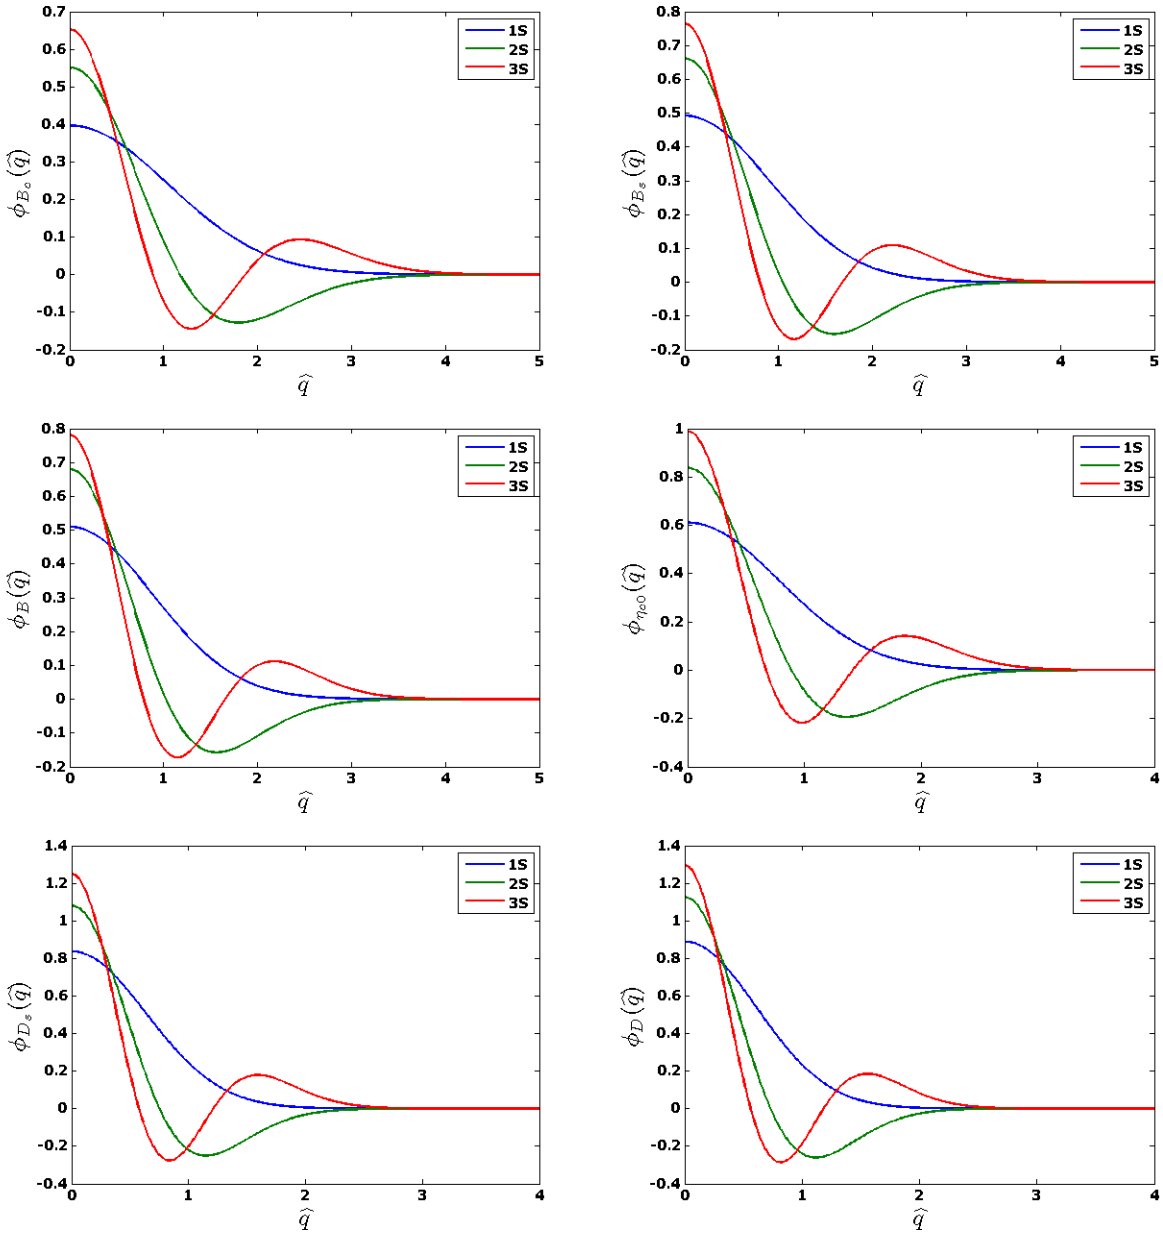 0.7
0.6
0.5
0.4
0.3
0.2
0.1
0
-0.1
-0.2
0 1 2 3 4 5
1S
2S
3S
ϕ_{B_c}(q̂)
q̂
0.8
0.7
0.6
0.5
0.4
0.3
0.2
0.1
0
-0.1
-0.2
0 1 2 3 4 5
1S
2S
3S
ϕ_{B_s}(q̂)
q̂
0.8
0.7
0.6
0.5
0.4
0.3
0.2
0.1
0
-0.1
-0.2
0 1 2 3 4 5
1S
2S
3S
ϕ_B(q̂)
q̂
1
0.8
0.6
0.4
0.2
0
-0.2
-0.4
0 1 2 3 4
1S
2S
3S
ϕ_{η_{c0}}(q̂)
q̂
1.4
1.2
1
0.8
0.6
0.4
0.2
0
-0.2
-0.4
0 1 2 3 4
1S
2S
3S
ϕ_{D_s}(q̂)
q̂
1.4
1.2
1
0.8
0.6
0.4
0.2
0
-0.2
-0.4
0 1 2 3 4
1S
2S
3S
ϕ_D(q̂)
q̂